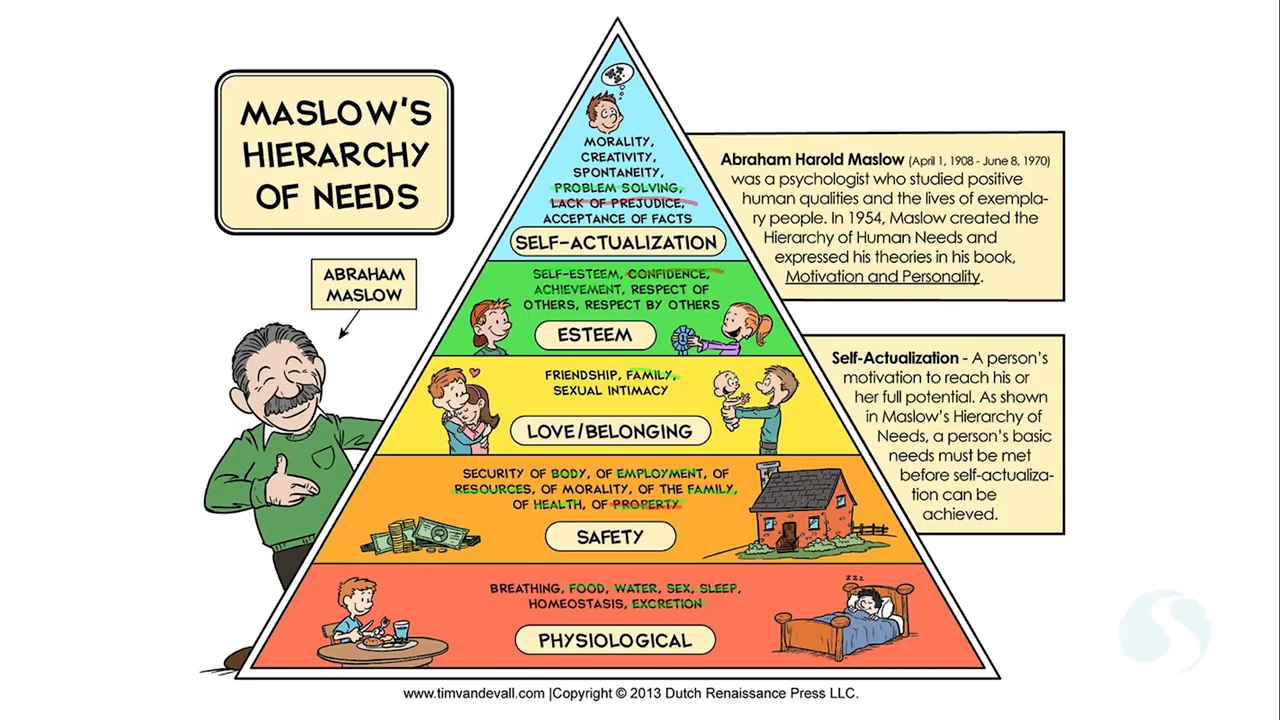 MASLOW'S
HIERARCHY
OF NEEDS
ABRAHAM
MASLOW
MORALITY,
CREATIVITY,
SPONTANEITY,
PROBLEM SOLVING,
LACK OF PREJUDICE,
ACCEPTANCE OF FACTS
SELF-ACTUALIZATION
SELF-ESTEEM, CONFIDENCE,
ACHIEVEMENT, RESPECT OF
OTHERS, RESPECT BY OTHERS
ESTEEM
1
FRIENDSHIP, FAMILY,
SEXUAL INTIMACY
LOVE/BELONGING
SECURITY OF BODY, OF EMPLOYMENT, OF
RESOURCES, OF MORALITY, OF THE FAMILY,
OF HEALTH, OF PROPERTY
SAFETY
BREATHING, FOOD, WATER, SEX, SLEEP,
HOMEOSTASIS, EXCRETION
PHYSIOLOGICAL
ZZZ
Abraham Harold Maslow (April 1, 1908 - June 8, 1970)
was a psychologist who studied positive
human qualities and the lives of exempla-
ry people. In 1954, Maslow created the
Hierarchy of Human Needs and
expressed his theories in his book,
Motivation and Personality.
Self-Actualization - A person's
motivation to reach his or
her full potential. As shown
in Maslow's Hierarchy of
Needs, a person's basic
needs must be met
before self-actualiza-
tion can be
achieved.
www.timvandevall.com |Copyright © 2013 Dutch Renaissance Press LLC.